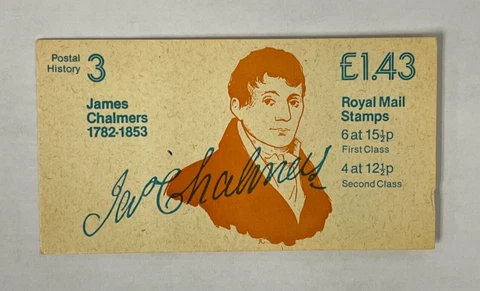 Postal
History 3
James
Chalmers
1782-1853
£1.43
Royal Mail
Stamps
6 at 15½p
First Class
4 at 12½p
Second Class
Jas Chalmers